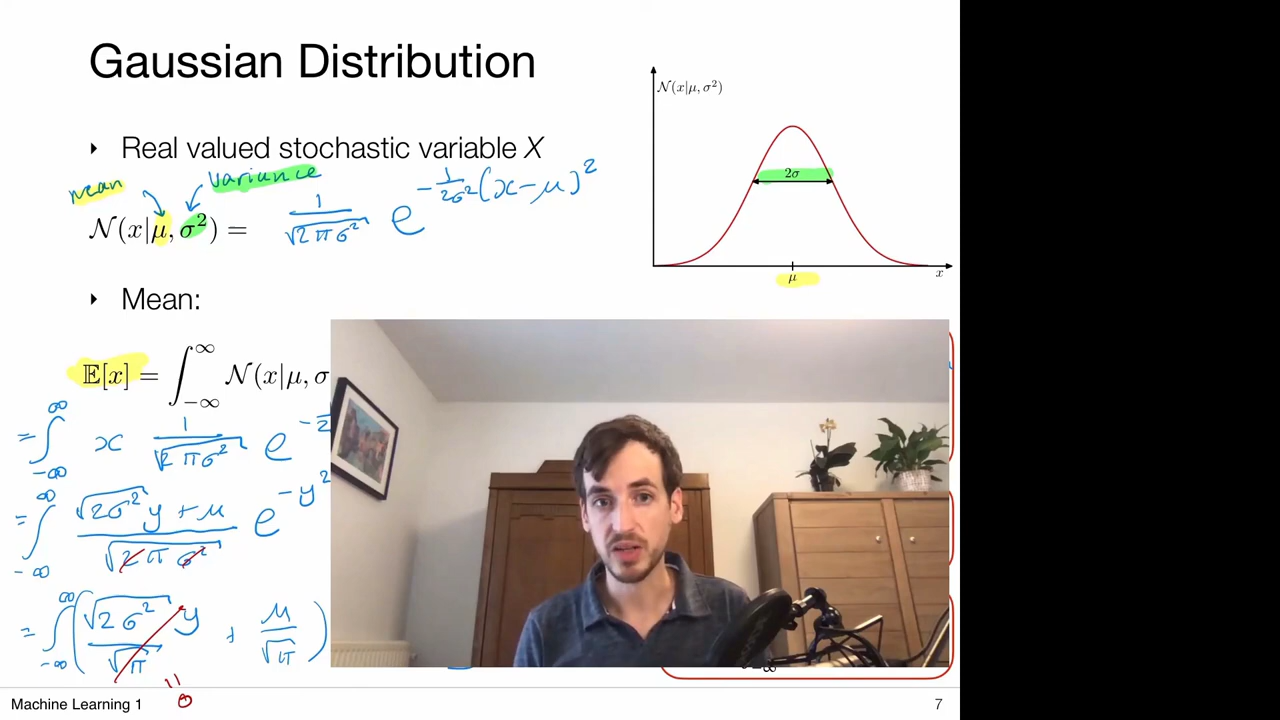 Gaussian Distribution
N(x|μ, σ²)
‣ Real valued stochastic variable X
mean variance
2σ
N(x|μ, σ²) = 1/√(2πσ²) e^(-1/(2σ²)(x-μ)²)
μ
x
‣ Mean:
𝔼[x] = ∫_{-∞}^{∞} N(x|μ, σ
= ∫_{-∞}^{∞} x 1/√(2πσ²) e
= ∫_{-∞}^{∞} (√(2σ²) y + μ)/√(2πσ²) e^(-y²
= ∫_{-∞}^{∞} (√(2σ²)/√π y + μ/√π)
= 0
Machine Learning 1
7